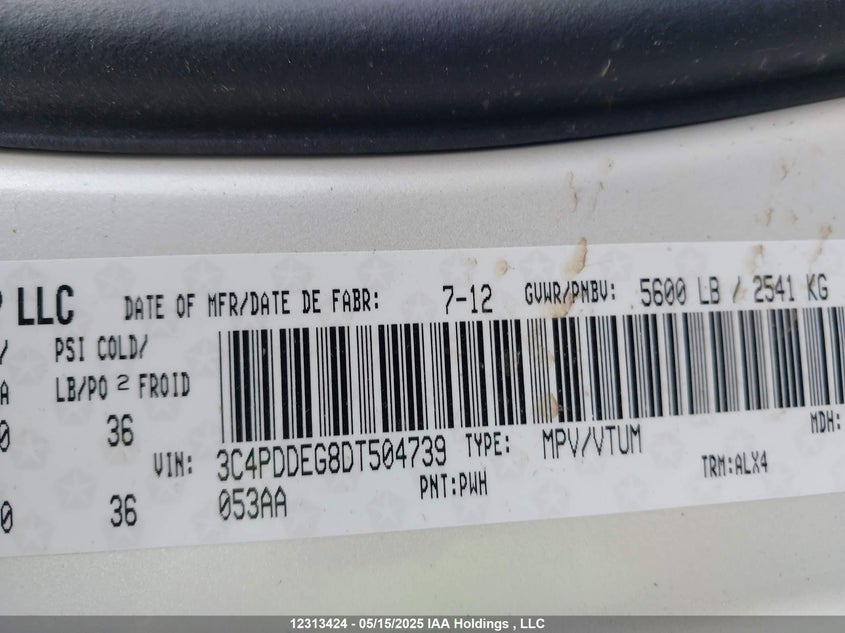 P LLC DATE OF MFR/DATE DE FABR: 7-12 GVWR/PNBV: 5600 LB / 2541 KG
/ PSI COLD/
A LB/PO 2 FROID
0 36 MDH:
VIN: 3C4PDDEG8DT504739 TYPE: MPV/VTUM
053AA PNT:PWH TRM:ALX4
0 36
12313424 - 05/15/2025 IAA Holdings , LLC